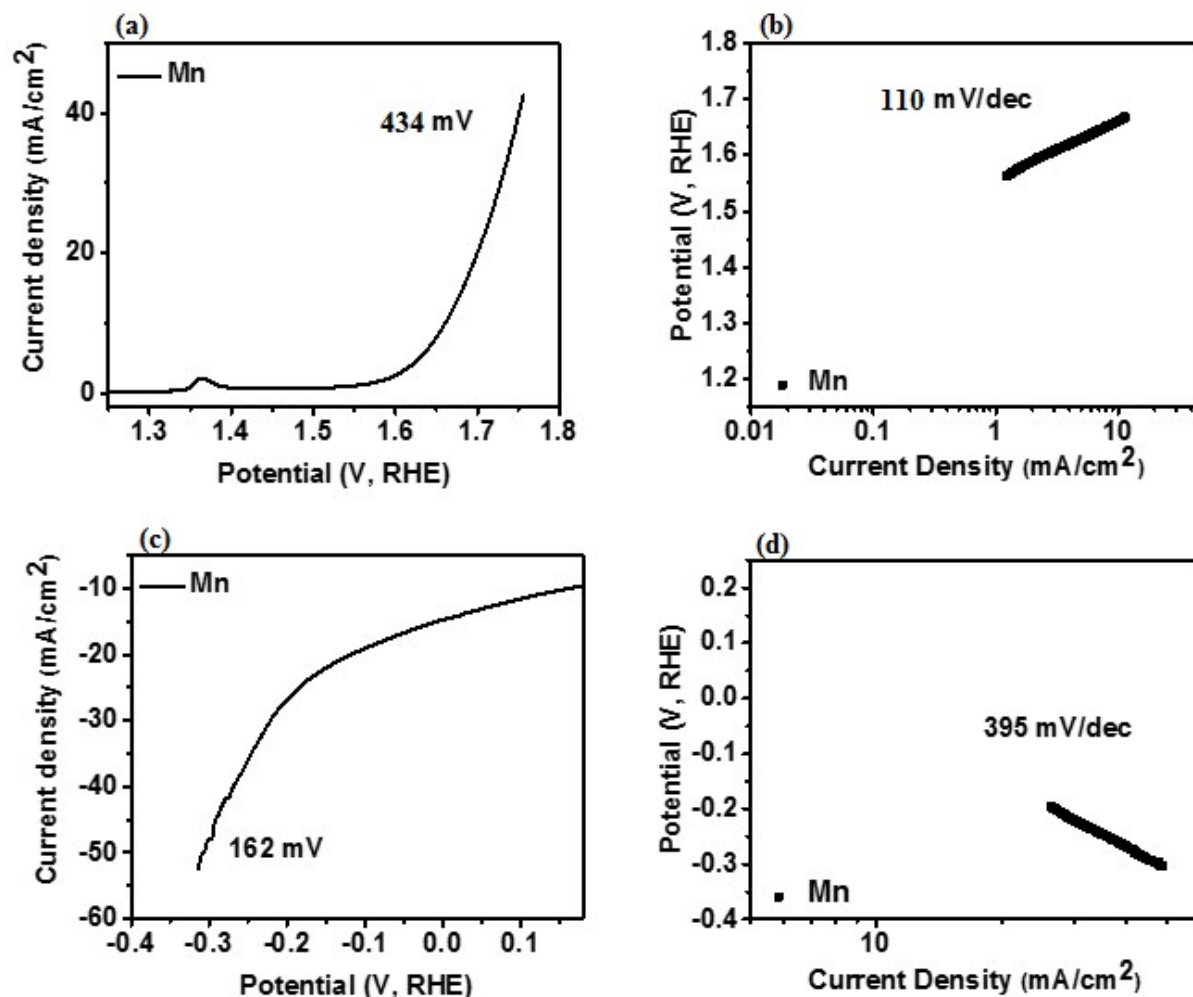 (a)
Mn
434 mV
40
20
0
Current density (mA/cm²)
1.3 1.4 1.5 1.6 1.7 1.8
Potential (V, RHE)
(b)
110 mV/dec
1.8
1.7
1.6
1.5
1.4
1.3
1.2
Potential (V, RHE)
Mn
0.01 0.1 1 10
Current Density (mA/cm²)
(c)
Mn
-10
-20
-30
-40
-50
-60
Current density (mA/cm²)
162 mV
-0.4 -0.3 -0.2 -0.1 0.0 0.1
Potential (V, RHE)
(d)
0.2
0.1
0.0
-0.1
-0.2
-0.3
-0.4
Potential (V, RHE)
395 mV/dec
Mn
10
Current Density (mA/cm²)